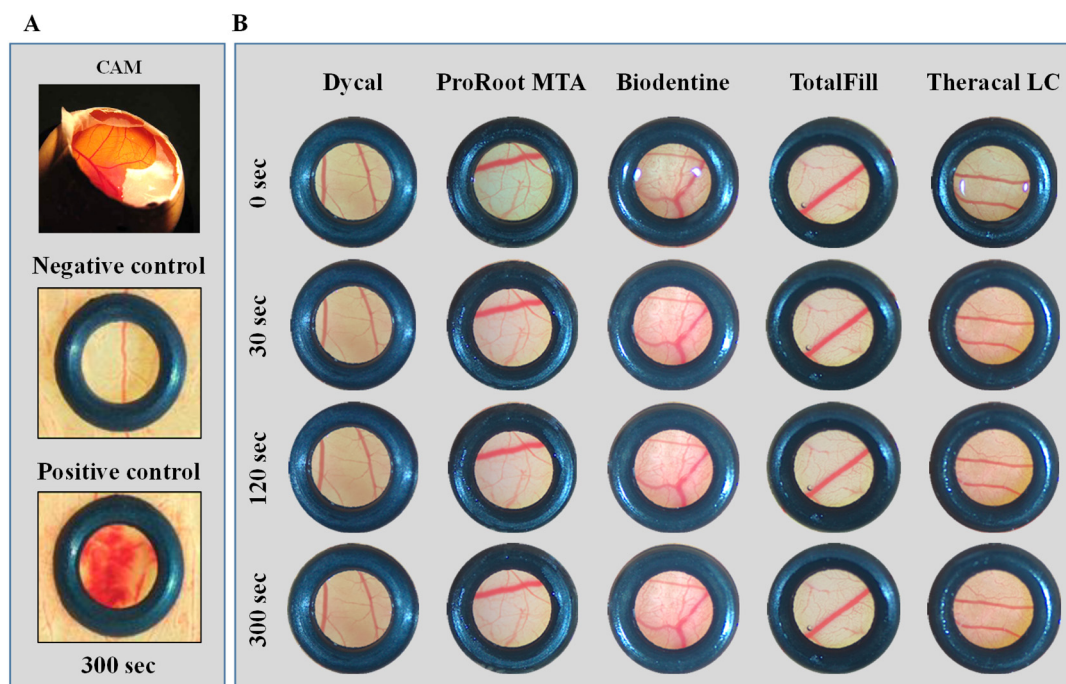 A
B
CAM
Negative control
Positive control
300 sec
Dycal ProRoot MTA Biodentine TotalFill Theracal LC
0 sec
30 sec
120 sec
300 sec